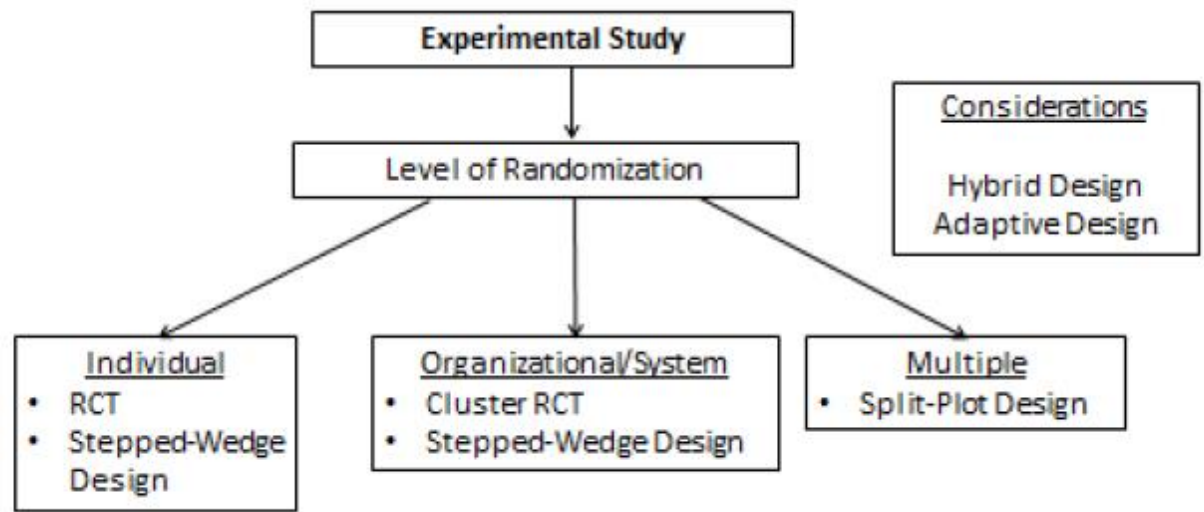 Experimental Study
Considerations
Hybrid Design
Adaptive Design
Level of Randomization
Individual
• RCT
• Stepped-Wedge
Design
Organizational/System
• Cluster RCT
• Stepped-Wedge Design
Multiple
• Split-Plot Design